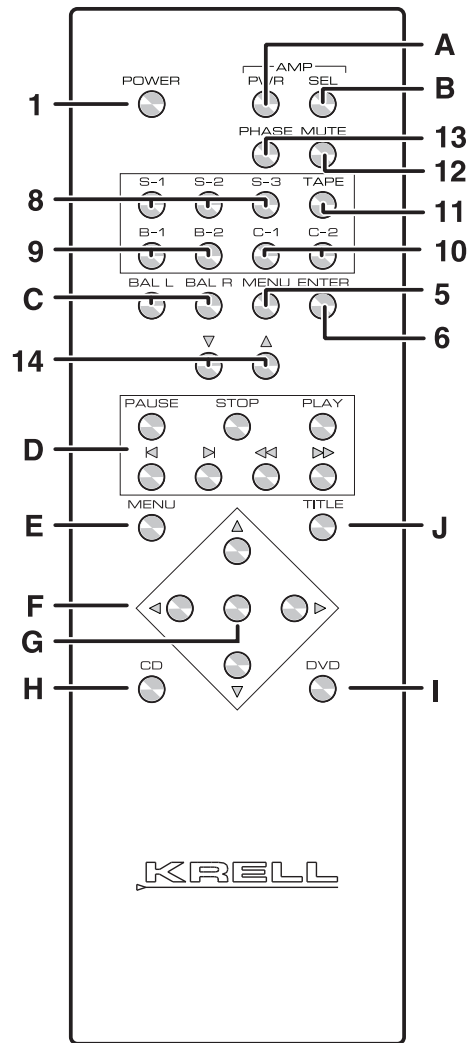 A
AMP
POWER PWR SEL
1 B
PHASE MUTE 13
12
S-1 S-2 S-3 TAPE
8 11
B-1 B-2 C-1 C-2
9 10
BAL L BAL R MENU ENTER
C 5
6
14
PAUSE STOP PLAY
D
MENU TITLE
E J
F
G
CD DVD
H I
KRELL